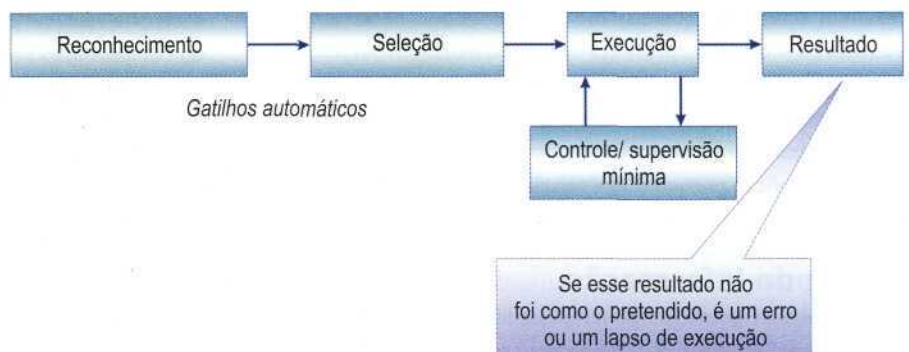 Reconhecimento
Seleção
Execução
Resultado
Gatilhos automáticos
Controle/ supervisão
mínima
Se esse resultado não
foi como o pretendido, é um erro
ou um lapso de execução